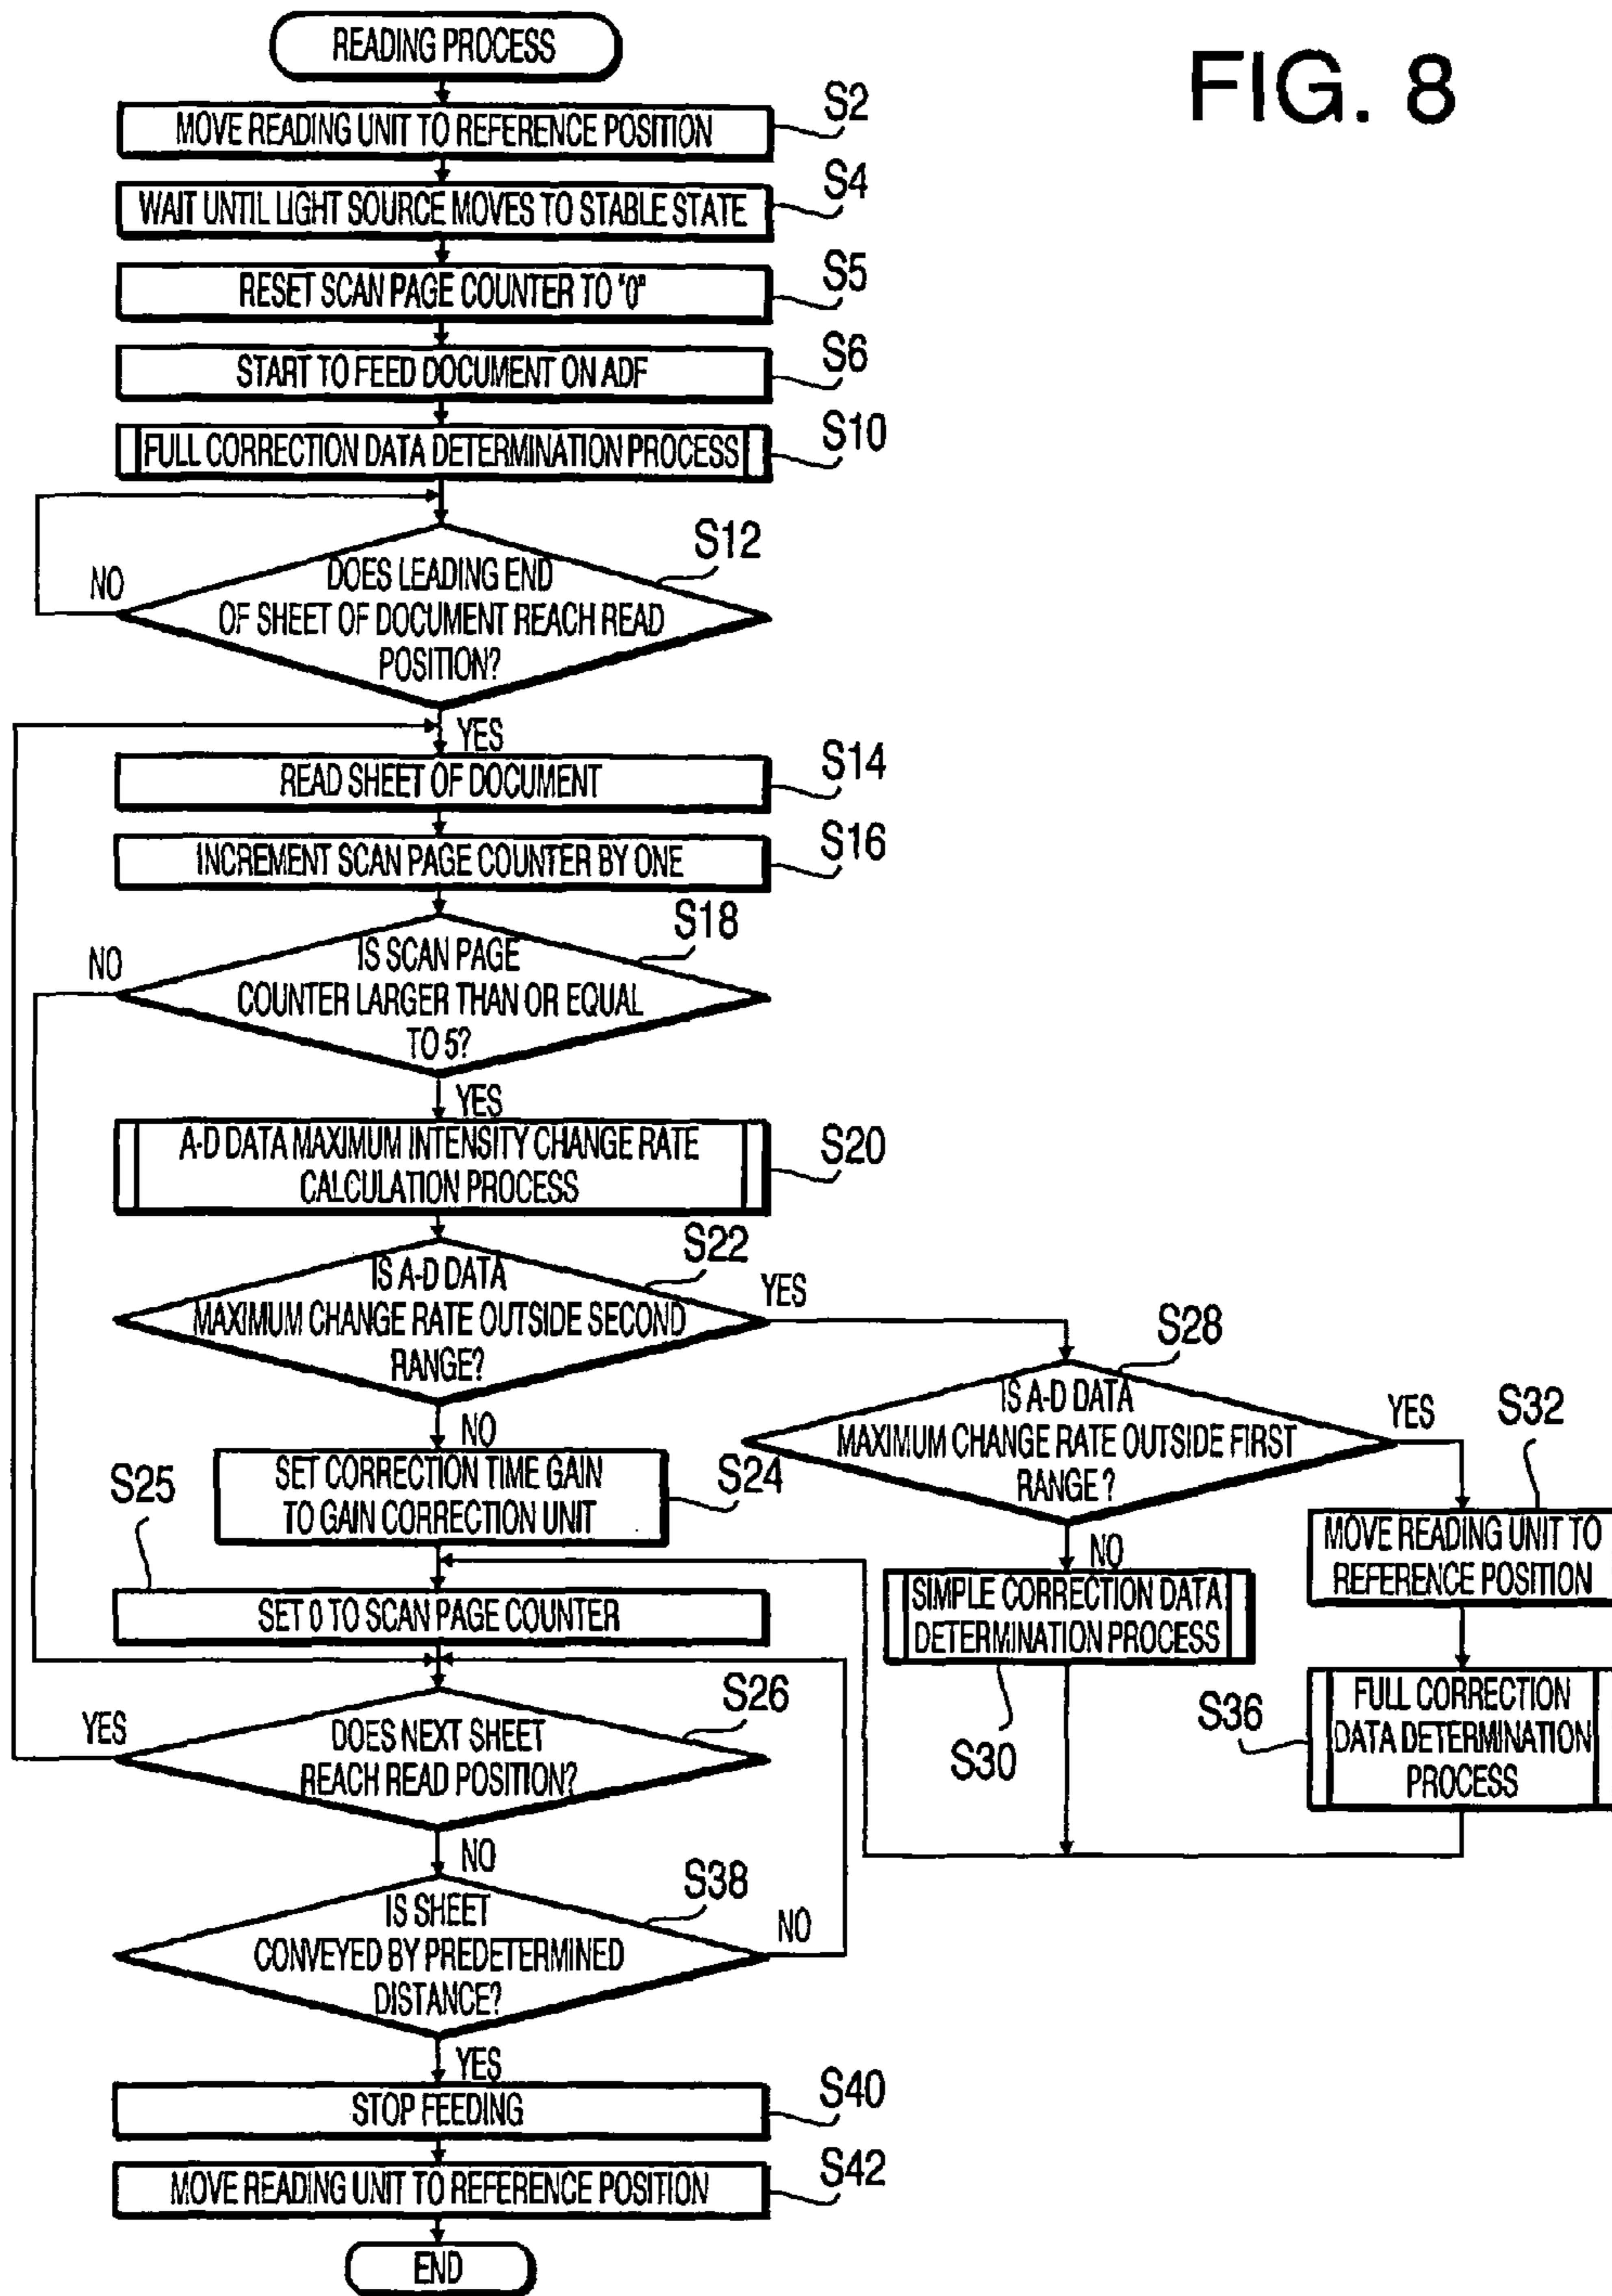 FIG. 8
READING PROCESS
S2
MOVE READING UNIT TO REFERENCE POSITION
S4
WAIT UNTIL LIGHT SOURCE MOVES TO STABLE STATE
S5
RESET SCAN PAGE COUNTER TO "0"
S6
START TO FEED DOCUMENT ON ADF
S10
FULL CORRECTION DATA DETERMINATION PROCESS
S12
NO
DOES LEADING END
OF SHEET OF DOCUMENT REACH READ
POSITION?
YES
S14
READ SHEET OF DOCUMENT
S16
INCREMENT SCAN PAGE COUNTER BY ONE
S18
NO
IS SCAN PAGE
COUNTER LARGER THAN OR EQUAL
TO 5?
YES
S20
A-D DATA MAXIMUM INTENSITY CHANGE RATE
CALCULATION PROCESS
S22
IS A-D DATA
MAXIMUM CHANGE RATE OUTSIDE SECOND
RANGE?
YES
NO
S28
IS A-D DATA
MAXIMUM CHANGE RATE OUTSIDE FIRST
RANGE ?
YES
NO
S32
MOVE READING UNIT TO
REFERENCE POSITION
S24
SET CORRECTION TIME GAIN
TO GAIN CORRECTION UNIT
S25
SET 0 TO SCAN PAGE COUNTER
SIMPLE CORRECTION DATA
DETERMINATION PROCESS
S30
S36
FULL CORRECTION
DATA DETERMINATION
PROCESS
S26
YES
DOES NEXT SHEET
REACH READ POSITION?
NO
S38
IS SHEET
CONVEYED BY PREDETERMINED
DISTANCE?
NO
YES
S40
STOP FEEDING
S42
MOVE READING UNIT TO REFERENCE POSITION
END